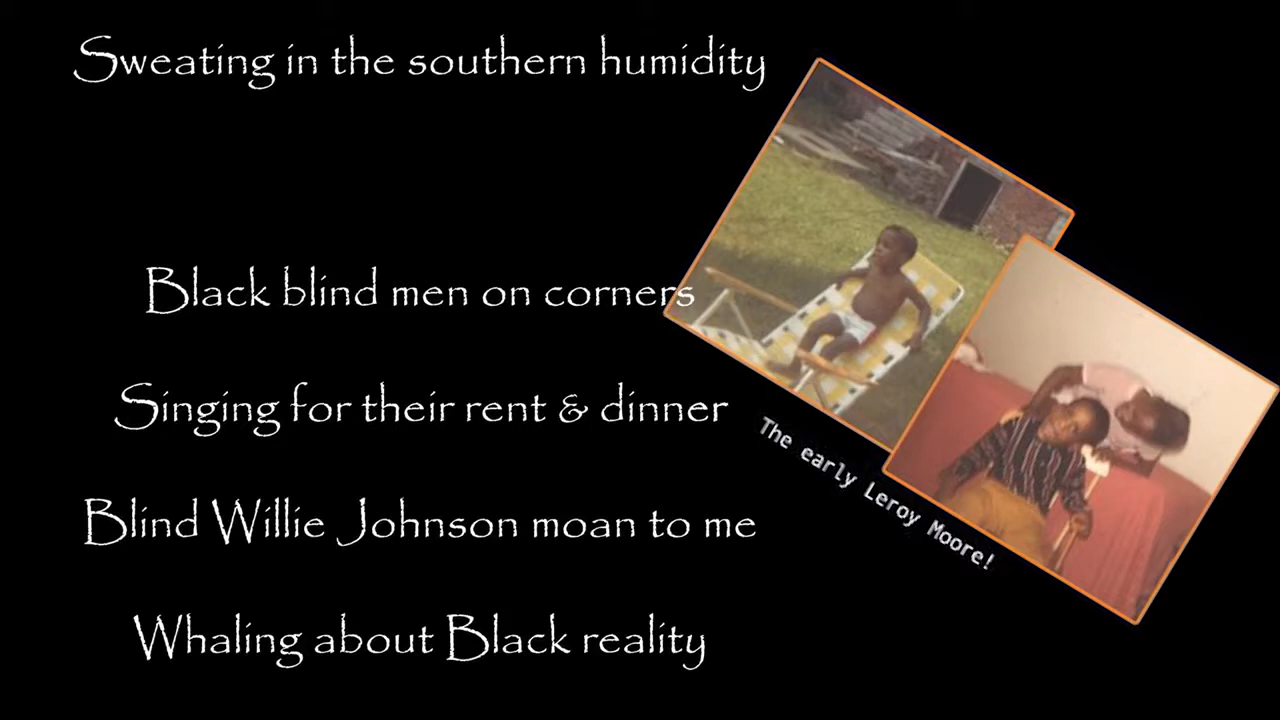 Sweating in the southern humidity
Black blind men on corners
Singing for their rent & dinner
Blind Willie Johnson moan to me
Whaling about Black reality
The early Leroy Moore!